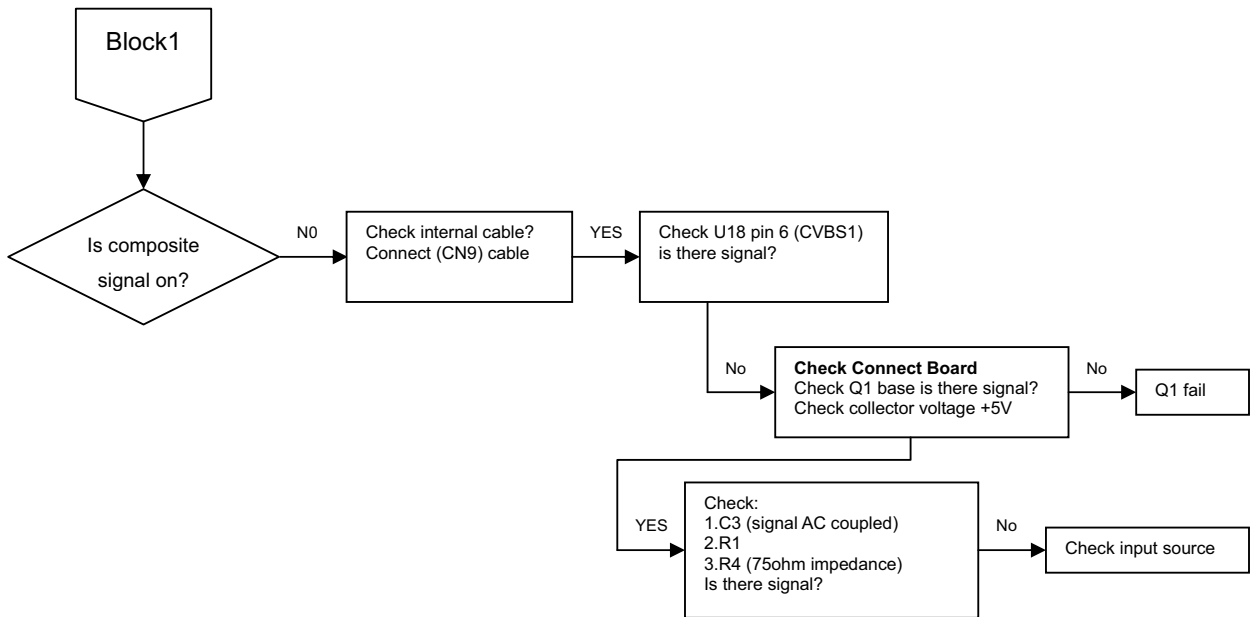 Block1
Is composite
signal on?
N0
Check internal cable?
Connect (CN9) cable
YES
Check U18 pin 6 (CVBS1)
is there signal?
No
Check Connect Board
Check Q1 base is there signal?
Check collector voltage +5V
No
Q1 fail
YES
Check:
1.C3 (signal AC coupled)
2.R1
3.R4 (75ohm impedance)
Is there signal?
No
Check input source